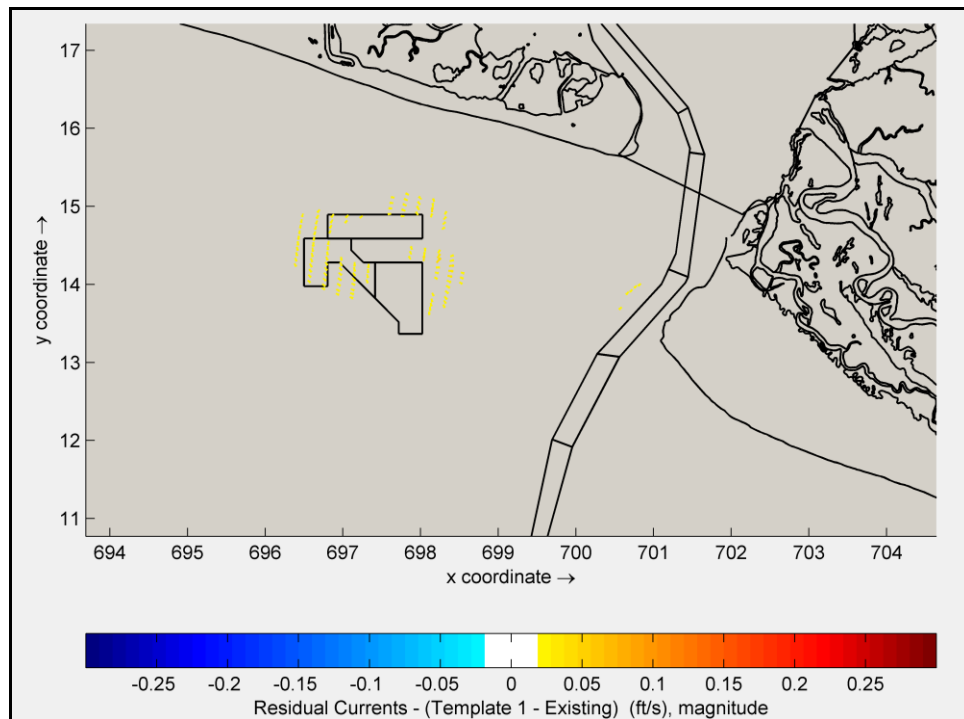 17
16
15
14
13
12
11
y coordinate →
694 695 696 697 698 699 700 701 702 703 704
x coordinate →
-0.25 -0.2 -0.15 -0.1 -0.05 0 0.05 0.1 0.15 0.2 0.25
Residual Currents - (Template 1 - Existing) (ft/s), magnitude